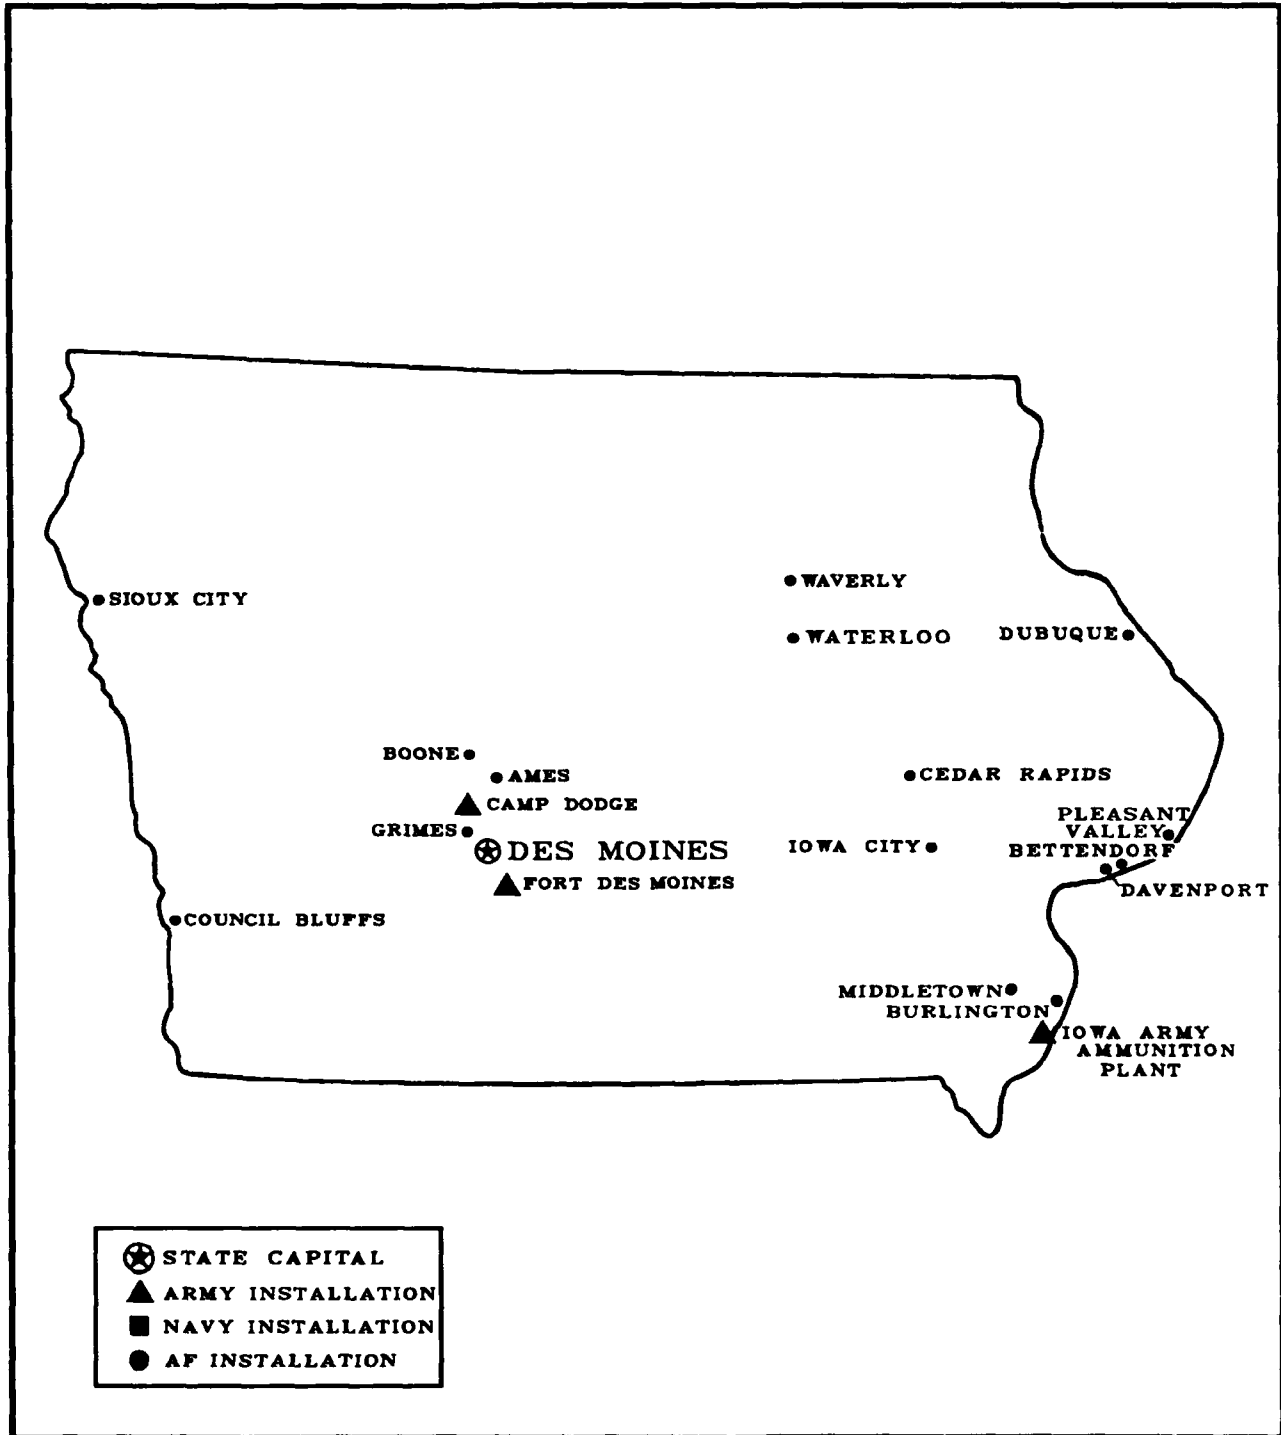 WAVERLY
SIOUX CITY
WATERLOO
DUBUQUE
BOONE
AMES
CEDAR RAPIDS
CAMP DODGE
PLEASANT
VALLEY
GRIMES
DES MOINES
IOWA CITY
BETTENDORF
FORT DES MOINES
DAVENPORT
COUNCIL BLUFFS
MIDDLETOWN
BURLINGTON
IOWA ARMY
AMMUNITION
PLANT
STATE CAPITAL
ARMY INSTALLATION
NAVY INSTALLATION
AF INSTALLATION